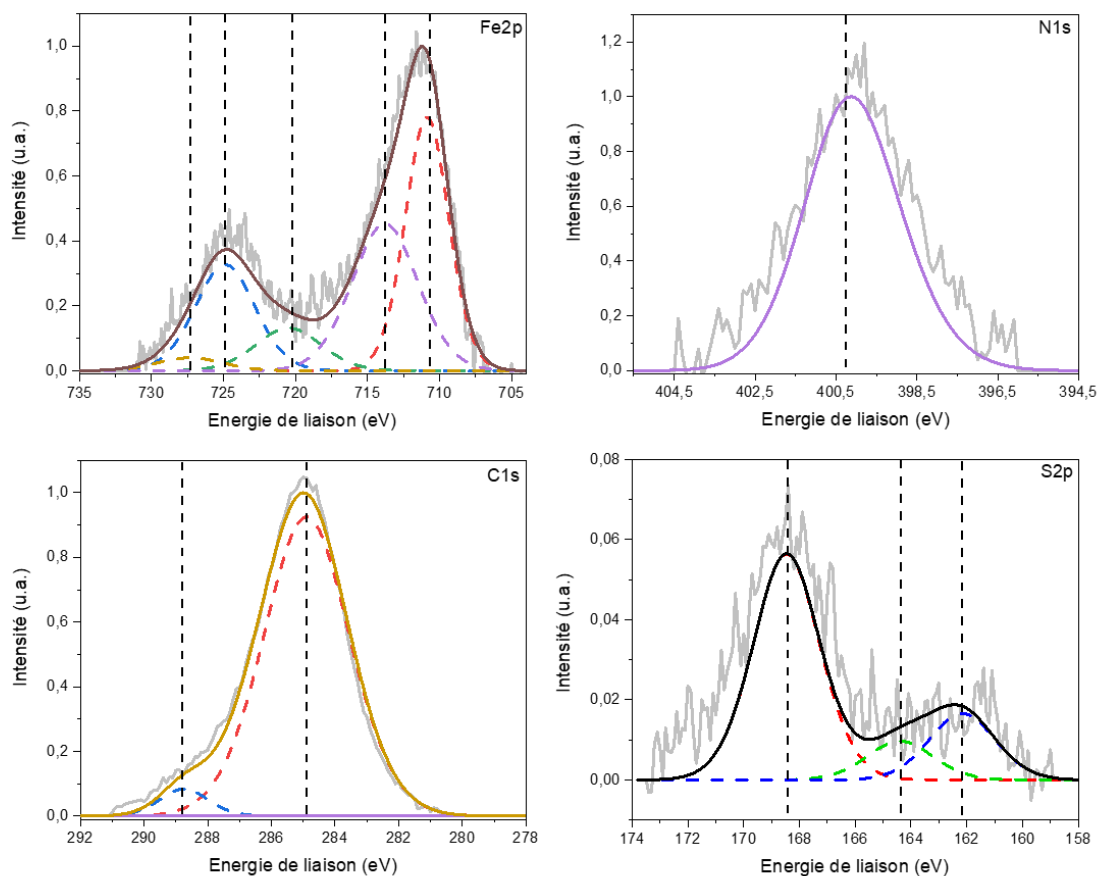 Fe2p
1,0
0,8
0,6
0,4
0,2
0,0
Intensité (u.a.)
735 730 725 720 715 710 705
Energie de liaison (eV)
N1s
1,2
1,0
0,8
0,6
0,4
0,2
0,0
Intensité (u.a.)
404,5 402,5 400,5 398,5 396,5 394,5
Energie de liaison (eV)
C1s
1,0
0,8
0,6
0,4
0,2
0,0
Intensité (u.a.)
292 290 288 286 284 282 280 278
Energie de liaison (eV)
S2p
0,08
0,06
0,04
0,02
0,00
Intensité (u.a.)
174 172 170 168 166 164 162 160 158
Energie de liaison (eV)